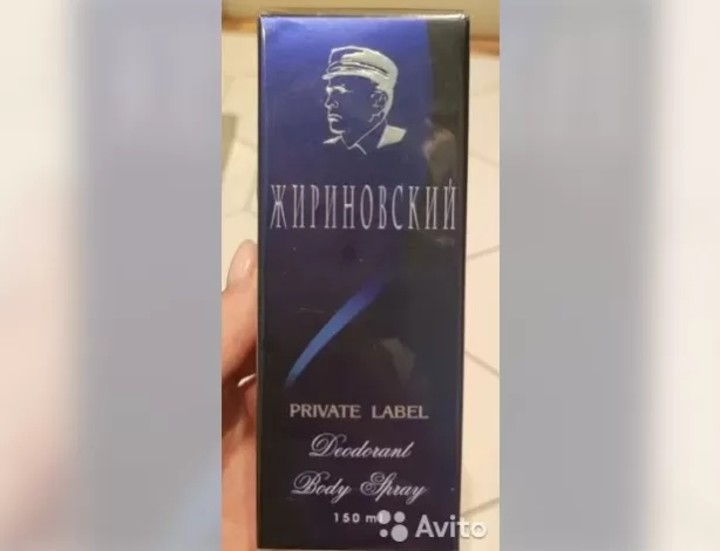 ЖИРИНОВСКИЙ
PRIVATE LABEL
Deodorant
Body Spray
150 ml
Avito